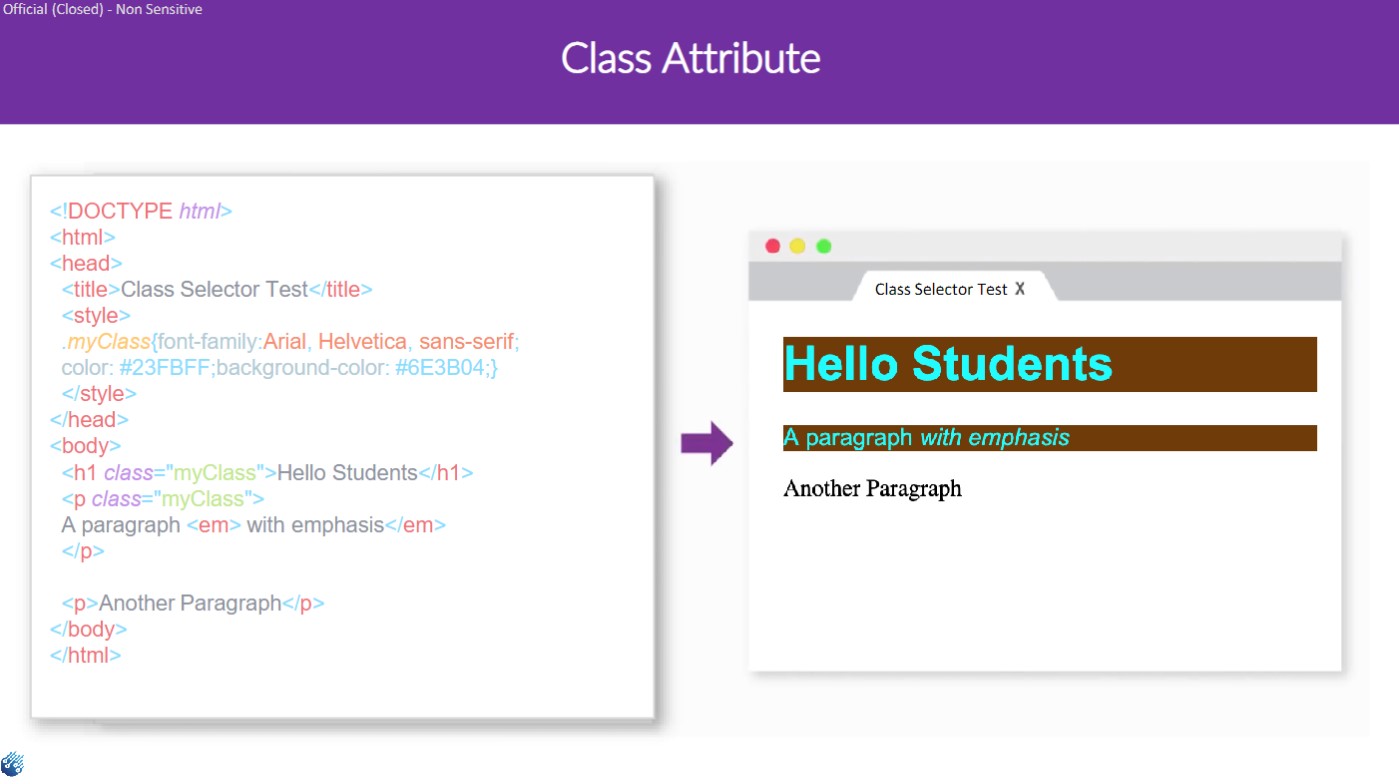 Official (Closed) - Non Sensitive
Class Attribute
<!DOCTYPE html>
<html>
<head>
<title>Class Selector Test</title>
<style>
.myClass{font-family:Arial, Helvetica, sans-serif;
color: #23FBFF;background-color: #6E3B04;}
</style>
</head>
<body>
<h1 class="myClass">Hello Students</h1>
<p class="myClass">
A paragraph <em> with emphasis</em>
</p>
<p>Another Paragraph</p>
</body>
</html>
Class Selector Test X
Hello Students
A paragraph with emphasis
Another Paragraph